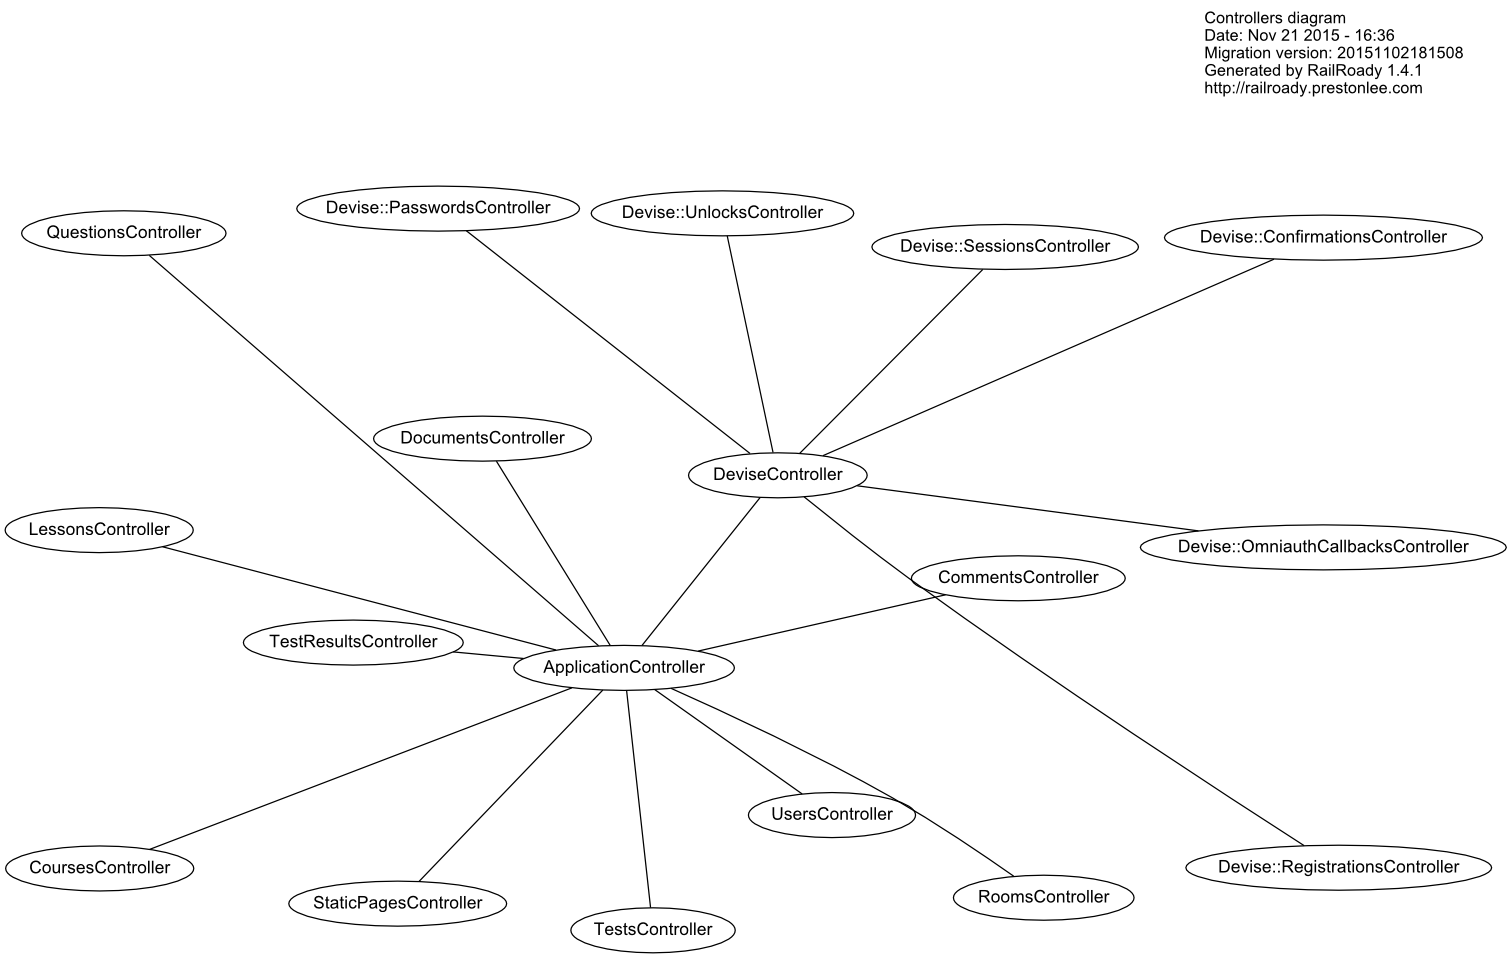 Controllers diagram
Date: Nov 21 2015 - 16:36
Migration version: 20151102181508
Generated by RailRoady 1.4.1
http://railroady.prestonlee.com
QuestionsController
Devise::PasswordsController
Devise::UnlocksController
Devise::SessionsController
Devise::ConfirmationsController
DocumentsController
DeviseController
LessonsController
Devise::OmniauthCallbacksController
CommentsController
TestResultsController
ApplicationController
UsersController
CoursesController
Devise::RegistrationsController
StaticPagesController
RoomsController
TestsController